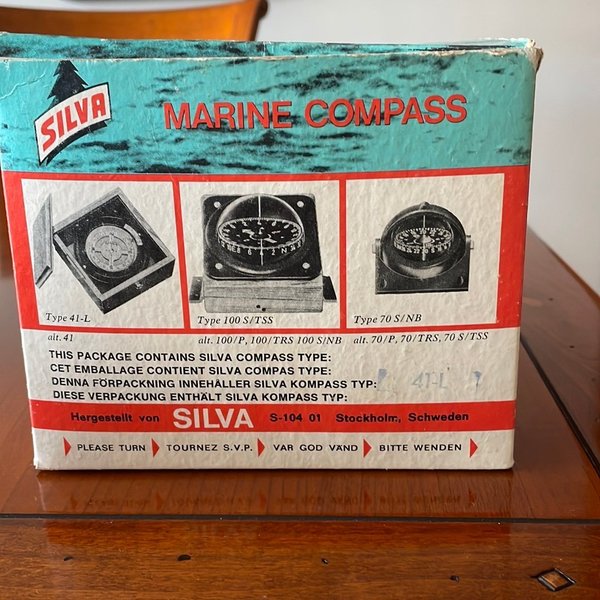 SILVA
MARINE COMPASS
Type 41-L
Type 100 S/TSS
Type 70 S/NB
alt. 41
alt. 100/P, 100/TRS 100 S/NB
alt. 70/P, 70/TRS, 70 S/TSS
THIS PACKAGE CONTAINS SILVA COMPASS TYPE:
CET EMBALLAGE CONTIENT SILVA COMPAS TYPE:
DENNA FÖRPACKNING INNEHÅLLER SILVA KOMPASS TYP: 41-L
DIESE VERPACKUNG ENTHÄLT SILVA KOMPASS TYP:
Hergestellt von SILVA S-104 01 Stockholm, Schweden
PLEASE TURN TOURNEZ S.V.P. VAR GOD VÄND BITTE WENDEN